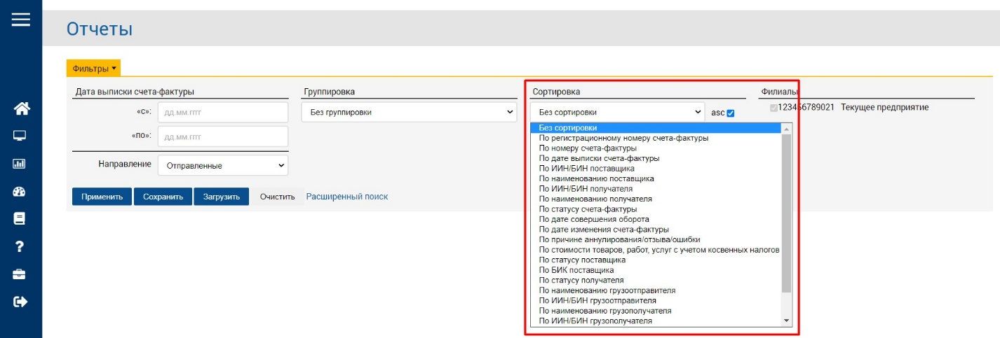 Отчеты
Фильтры
Дата выписки счета-фактуры
«с»:
дд.мм.гггг
«по»:
дд.мм.гггг
Направление
Отправленные
Группировка
Без группировки
Сортировка
Без сортировки
asc
Филиалы
123456789021 Текущее предприятие
Без сортировки
По регистрационному номеру счета-фактуры
По номеру счета-фактуры
По дате выписки счета-фактуры
По ИИН/БИН поставщика
По наименованию поставщика
По ИИН/БИН получателя
По наименованию получателя
По статусу счета-фактуры
По дате совершения оборота
По дате изменения счета-фактуры
По причине аннулирования/отзыва/ошибки
По стоимости товаров, работ, услуг с учетом косвенных налогов
По статусу поставщика
По БИК поставщика
По статусу получателя
По наименованию грузоотправителя
По ИИН/БИН грузоотправителя
По наименованию грузополучателя
По ИИН/БИН грузополучателя
Применить Сохранить Загрузить Очистить Расширенный поиск